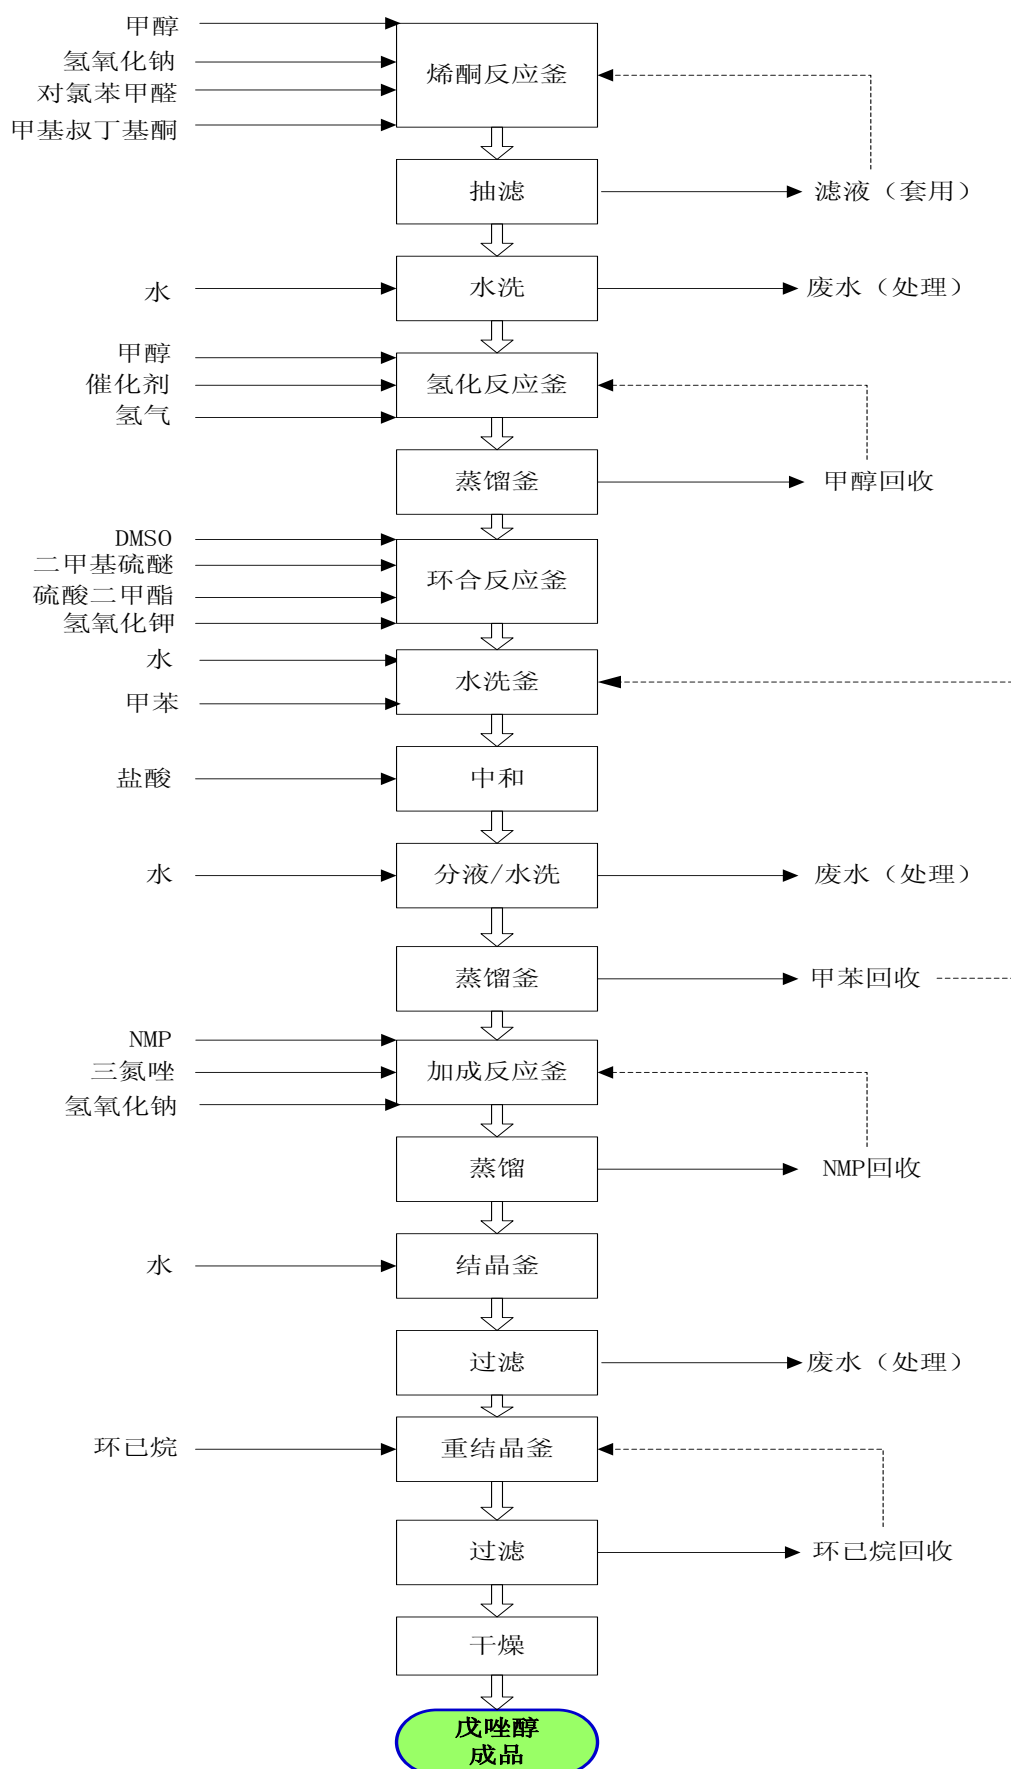 甲醇
氢氧化钠
对氯苯甲醛
甲基叔丁基酮
烯酮反应釜
抽滤
滤液（套用）
水
水洗
废水（处理）
甲醇
催化剂
氢气
氢化反应釜
蒸馏釜
甲醇回收
DMSO
二甲基硫醚
硫酸二甲酯
氢氧化钾
环合反应釜
水
甲苯
水洗釜
盐酸
中和
水
分液/水洗
废水（处理）
蒸馏釜
甲苯回收
NMP
三氮唑
氢氧化钠
加成反应釜
蒸馏
NMP回收
水
结晶釜
过滤
废水（处理）
环已烷
重结晶釜
过滤
环已烷回收
干燥
戊唑醇
成品